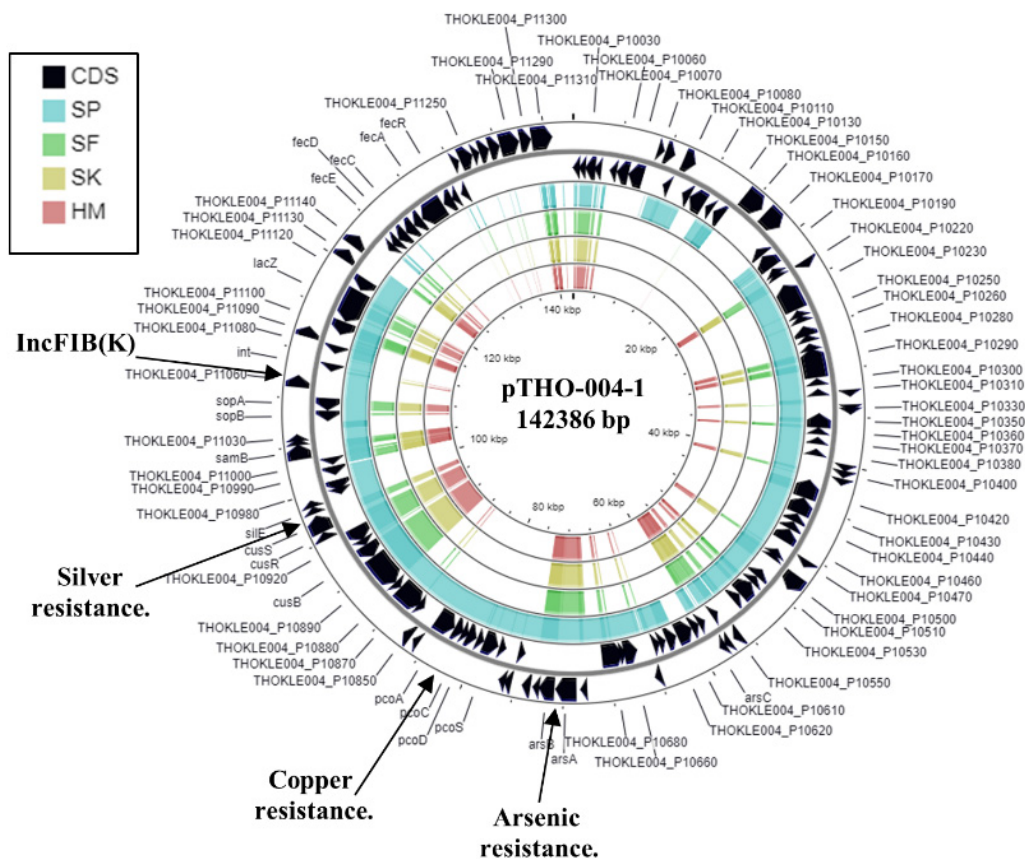 CDS
SP
SF
SK
HM
THOKLE004_P11300
THOKLE004_P11290
THOKLE004_P11310
THOKLE004_P11250
fecR
fecA
fecD
fecC
fecE
THOKLE004_P11140
THOKLE004_P11130
THOKLE004_P11120
lacZ
THOKLE004_P11100
THOKLE004_P11090
THOKLE004_P11080
int
IncFIB(K)
THOKLE004_P11060
sopA
sopB
THOKLE004_P11030
samB
THOKLE004_P11000
THOKLE004_P10990
THOKLE004_P10980
silE
cusS
cusR
Silver
resistance.
THOKLE004_P10920
cusB
THOKLE004_P10890
THOKLE004_P10880
THOKLE004_P10870
THOKLE004_P10850
pcoA
pcoC
pcoD
pcoS
Copper
resistance.
arsB
arsA
Arsenic
resistance.
THOKLE004_P10030
THOKLE004_P10060
THOKLE004_P10070
THOKLE004_P10080
THOKLE004_P10110
THOKLE004_P10130
THOKLE004_P10150
THOKLE004_P10160
THOKLE004_P10170
THOKLE004_P10190
THOKLE004_P10220
THOKLE004_P10230
THOKLE004_P10250
THOKLE004_P10260
THOKLE004_P10280
THOKLE004_P10290
THOKLE004_P10300
THOKLE004_P10310
THOKLE004_P10330
THOKLE004_P10350
THOKLE004_P10360
THOKLE004_P10370
THOKLE004_P10380
THOKLE004_P10400
THOKLE004_P10420
THOKLE004_P10430
THOKLE004_P10440
THOKLE004_P10460
THOKLE004_P10470
THOKLE004_P10500
THOKLE004_P10510
THOKLE004_P10530
THOKLE004_P10550
arsC
THOKLE004_P10610
THOKLE004_P10620
THOKLE004_P10680
THOKLE004_P10660
140 kbp
20 kbp
40 kbp
60 kbp
80 kbp
100 kbp
120 kbp
pTHO-004-1
142386 bp